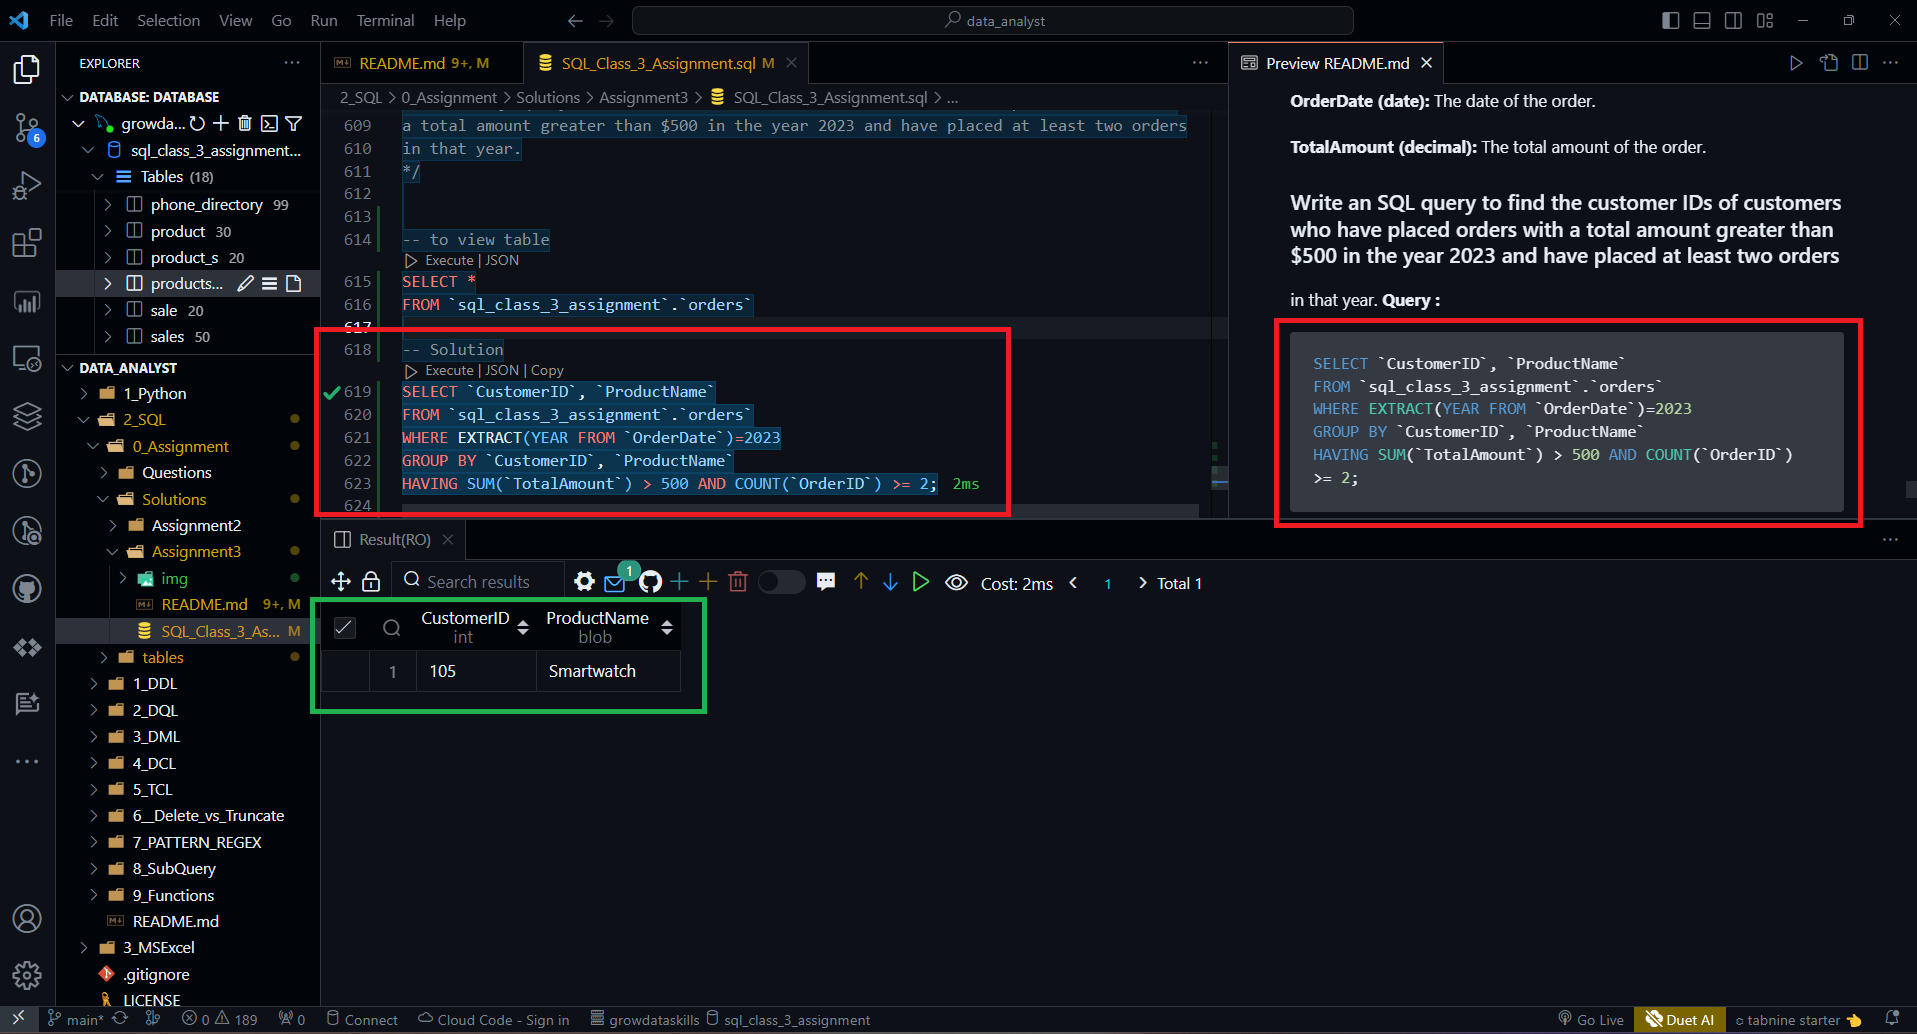 File Edit Selection View Go Run Terminal Help
data_analyst
EXPLORER
DATABASE: DATABASE
growda...
sql_class_3_assignment...
Tables (18)
phone_directory 99
product 30
product_s 20
products...
sale 20
sales 50
DATA_ANALYST
1_Python
2_SQL
0_Assignment
Questions
Solutions
Assignment2
Assignment3
img
README.md 9+, M
SQL_Class_3_As... M
tables
1_DDL
2_DQL
3_DML
4_DCL
5_TCL
6__Delete_vs_Truncate
7_PATTERN_REGEX
8_SubQuery
9_Functions
README.md
3_MSExcel
.gitignore
LICENSE
6
README.md 9+, M
SQL_Class_3_Assignment.sql M
2_SQL > 0_Assignment > Solutions > Assignment3 > SQL_Class_3_Assignment.sql > ...
609 a total amount greater than $500 in the year 2023 and have placed at least two orders
610 in that year.
611 */
612
613
614 -- to view table
Execute | JSON
615 SELECT *
616 FROM `sql_class_3_assignment`.`orders`
617
618 -- Solution
Execute | JSON | Copy
619 SELECT `CustomerID`, `ProductName`
620 FROM `sql_class_3_assignment`.`orders`
621 WHERE EXTRACT(YEAR FROM `OrderDate`)=2023
622 GROUP BY `CustomerID`, `ProductName`
623 HAVING SUM(`TotalAmount`) > 500 AND COUNT(`OrderID`) >= 2; 2ms
624
Preview README.md
OrderDate (date): The date of the order.
TotalAmount (decimal): The total amount of the order.
Write an SQL query to find the customer IDs of customers
who have placed orders with a total amount greater than
$500 in the year 2023 and have placed at least two orders
in that year. Query :
SELECT `CustomerID`, `ProductName`
FROM `sql_class_3_assignment`.`orders`
WHERE EXTRACT(YEAR FROM `OrderDate`)=2023
GROUP BY `CustomerID`, `ProductName`
HAVING SUM(`TotalAmount`) > 500 AND COUNT(`OrderID`)
>= 2;
Result(RO)
Search results
1
Cost: 2ms < 1 > Total 1
CustomerID ProductName
int blob
1 105 Smartwatch
main* 0 189 0 Connect Cloud Code - Sign in growdataskills sql_class_3_assignment Go Live Duet AI tabnine starter